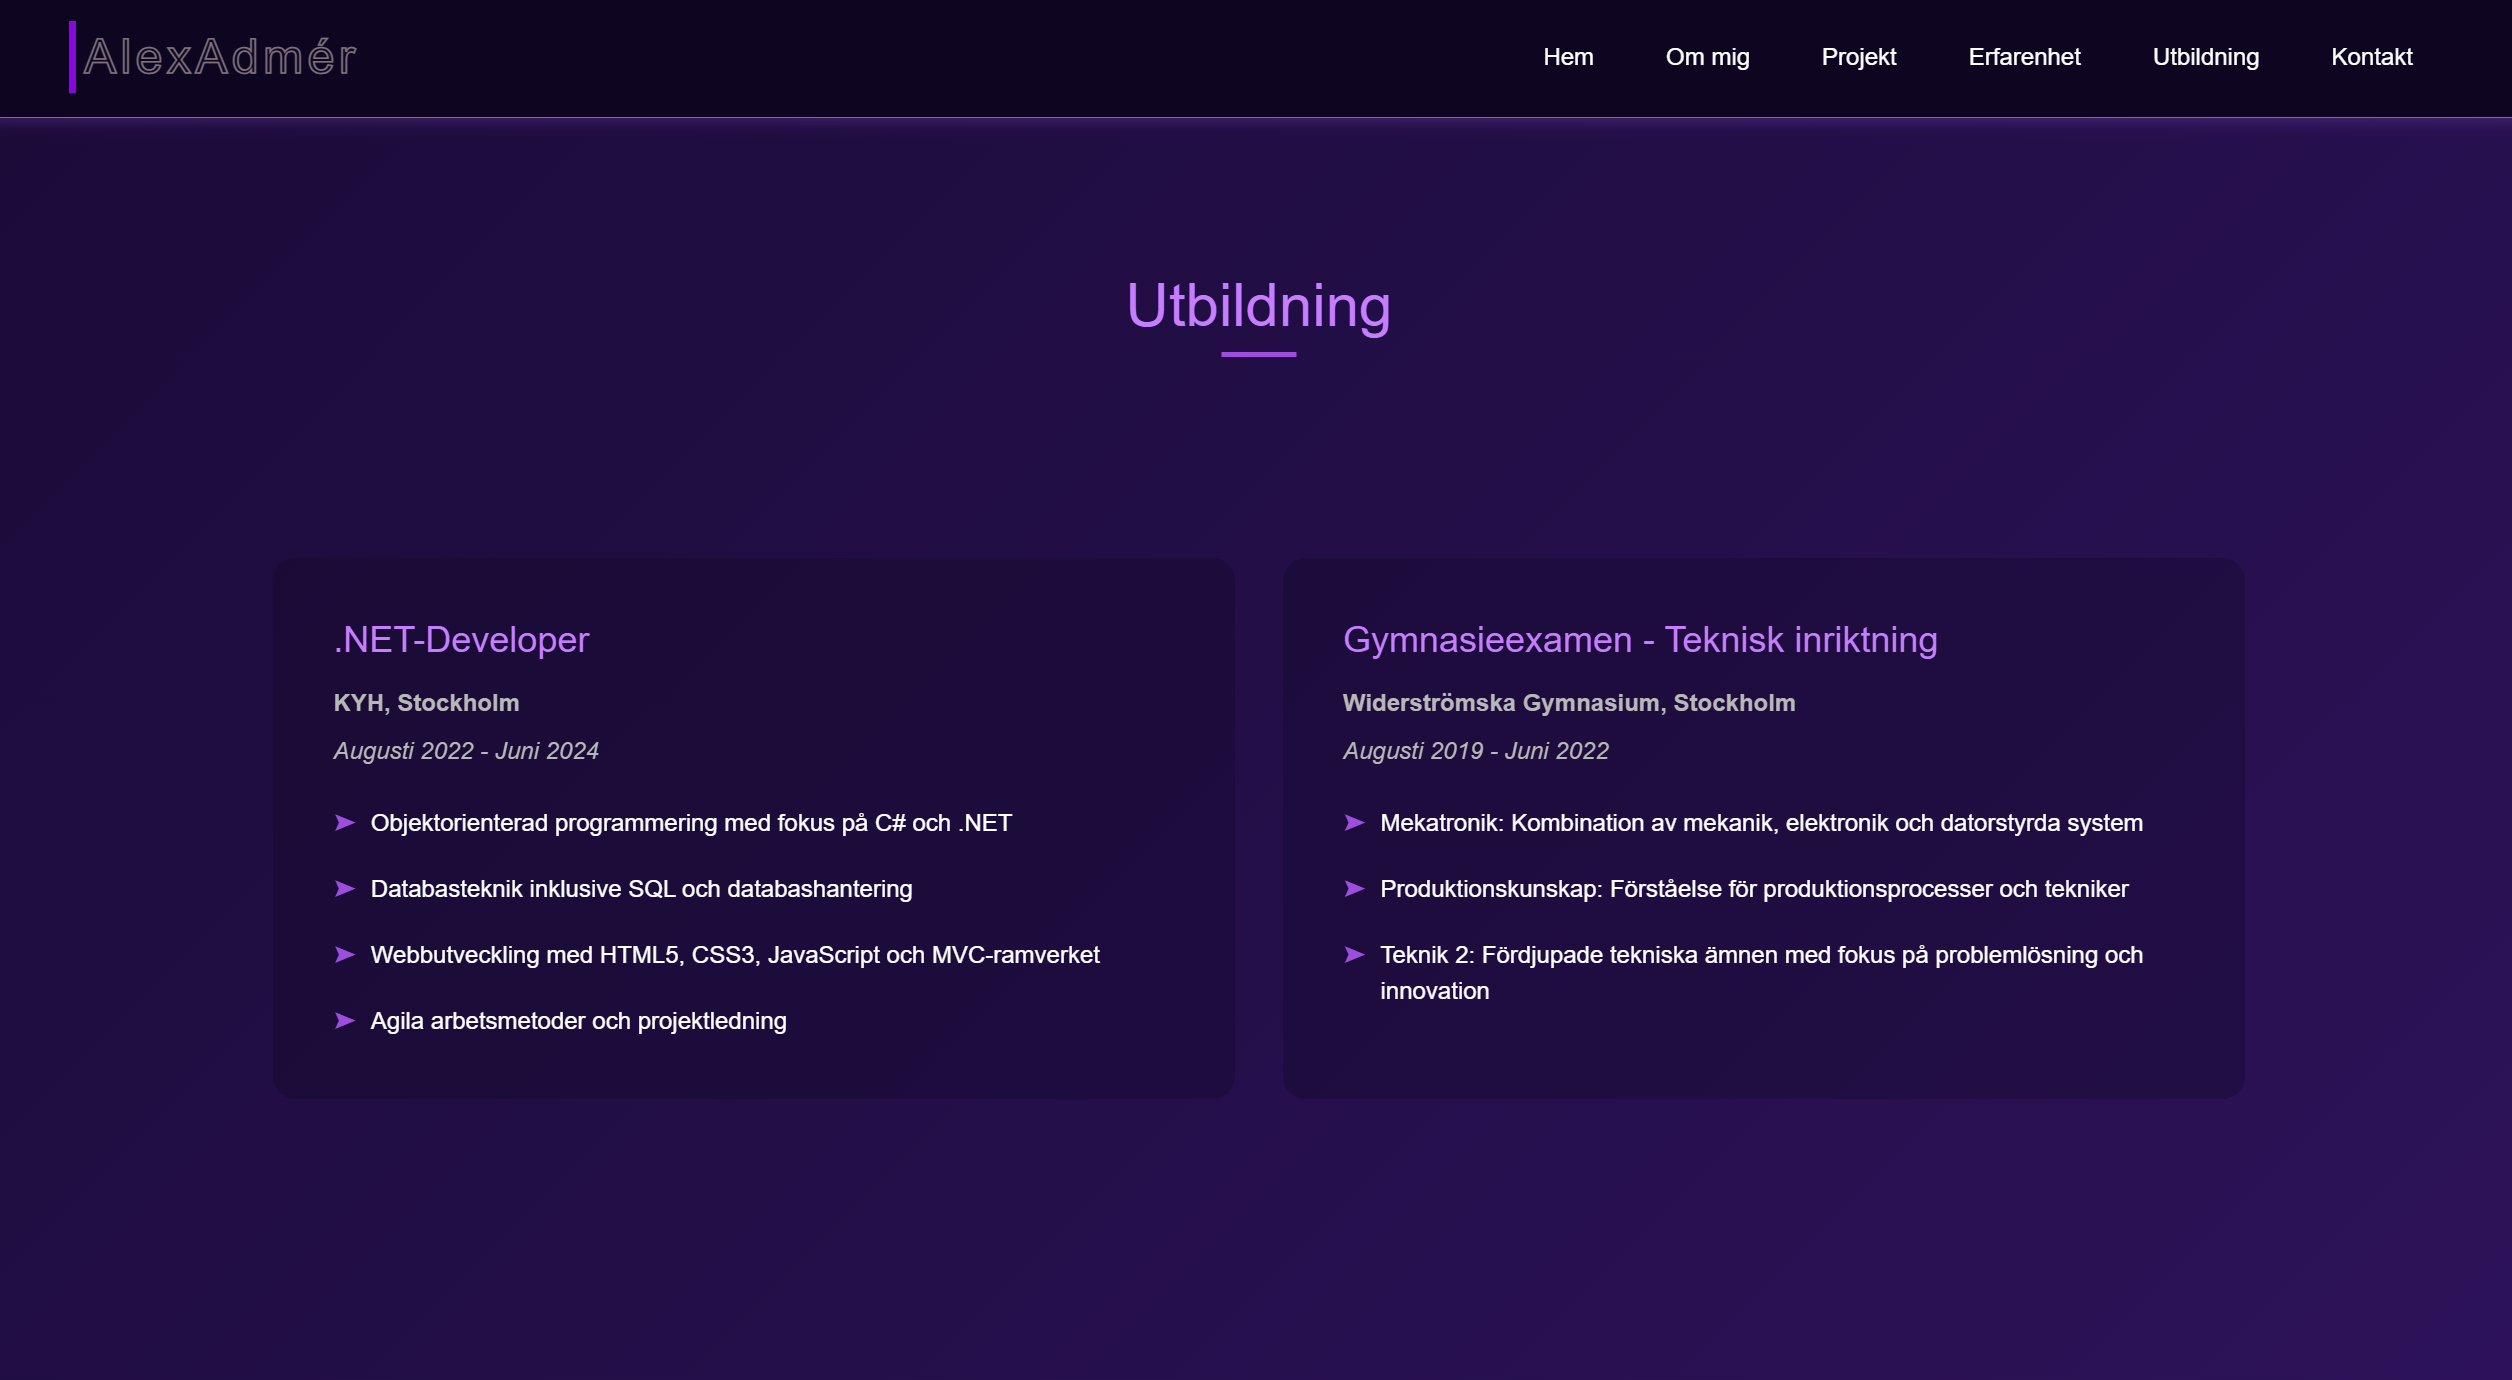 AlexAdmér
Hem Om mig Projekt Erfarenhet Utbildning Kontakt
Utbildning
.NET-Developer
KYH, Stockholm
Augusti 2022 - Juni 2024
➤ Objektorienterad programmering med fokus på C# och .NET
➤ Databasteknik inklusive SQL och databashantering
➤ Webbutveckling med HTML5, CSS3, JavaScript och MVC-ramverket
➤ Agila arbetsmetoder och projektledning
Gymnasieexamen - Teknisk inriktning
Widerströmska Gymnasium, Stockholm
Augusti 2019 - Juni 2022
➤ Mekatronik: Kombination av mekanik, elektronik och datorstyrda system
➤ Produktionskunskap: Förståelse för produktionsprocesser och tekniker
➤ Teknik 2: Fördjupade tekniska ämnen med fokus på problemlösning och
innovation